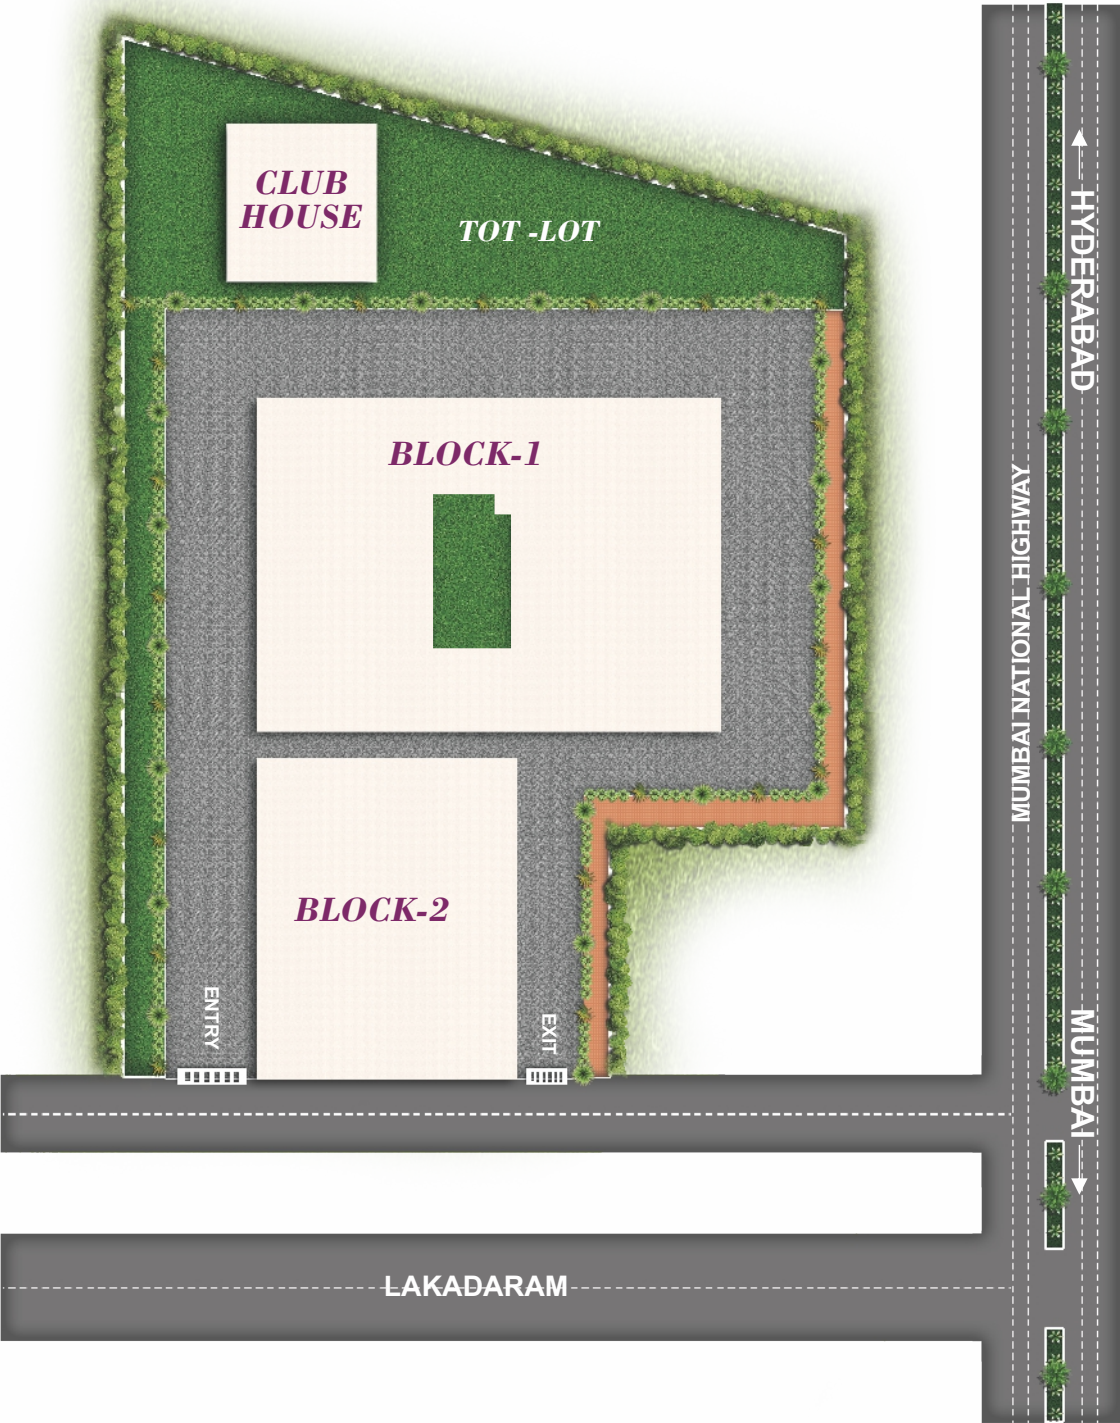 CLUB
HOUSE
TOT -LOT
HYDERABAD
BLOCK-1
MUMBAI NATIONAL HIGHWAY
BLOCK-2
ENTRY
EXIT
MUMBAI
LAKADARAM